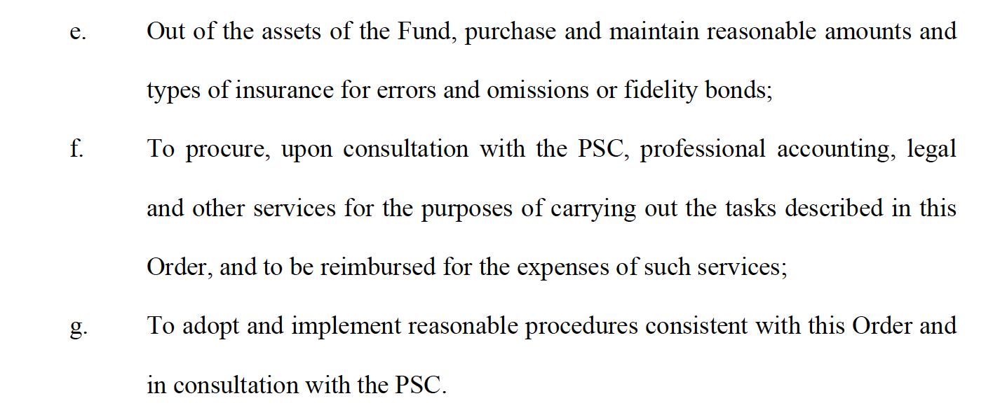 e. Out of the assets of the Fund, purchase and maintain reasonable amounts and
types of insurance for errors and omissions or fidelity bonds;
f. To procure, upon consultation with the PSC, professional accounting, legal
and other services for the purposes of carrying out the tasks described in this
Order, and to be reimbursed for the expenses of such services;
g. To adopt and implement reasonable procedures consistent with this Order and
in consultation with the PSC.